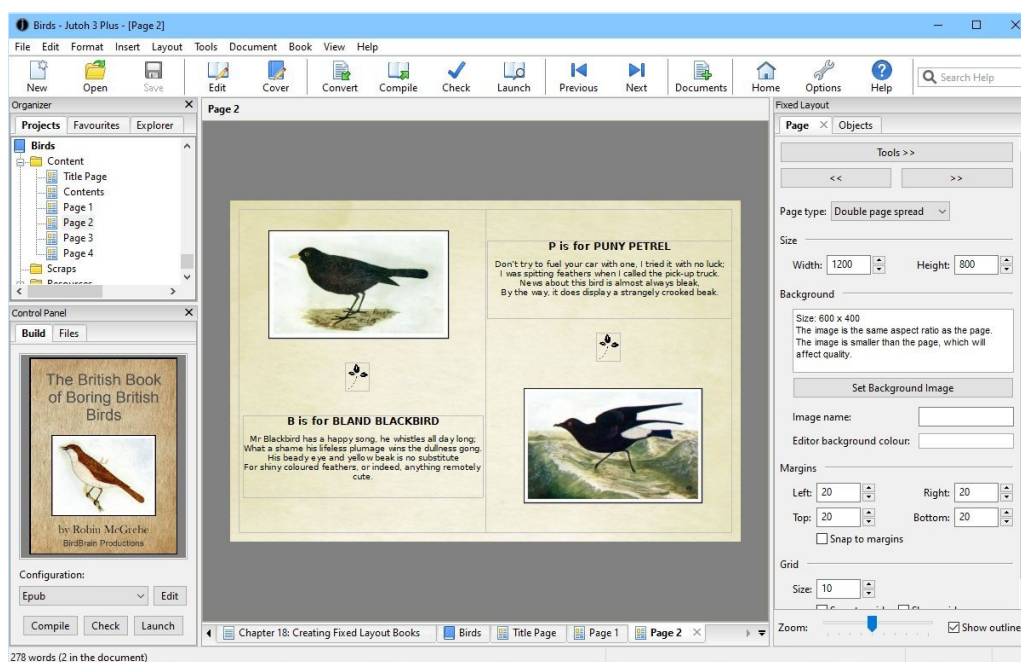 Birds - Jutoh 3 Plus - [Page 2]
File Edit Format Insert Layout Tools Document Book View Help
New Open Save Edit Cover Convert Compile Check Launch Previous Next Documents Home Options Help Search Help
Organizer
Projects Favourites Explorer
Birds
Content
Title Page
Contents
Page 1
Page 2
Page 3
Page 4
Scraps
Resources
Control Panel
Build Files
The British Book
of Boring British
Birds
by Robin McGrebe
BirdBrain Productions
Configuration:
Epub Edit
Compile Check Launch
Page 2
B is for BLAND BLACKBIRD
Mr Blackbird has a happy song, he whistles all day long;
What a shame his lifeless plumage wins the dullness gong.
His beady eye and yellow beak is no substitute
For shiny coloured feathers, or indeed, anything remotely
cute.
P is for PUNY PETREL
Don't try to fuel your car with one, I tried it with no luck;
I was spitting feathers when I called the pick-up truck.
News about this bird is almost always bleak,
By the way, it does display a strangely crooked beak.
Chapter 18: Creating Fixed Layout Books Birds Title Page Page 1 Page 2
Fixed Layout
Page Objects
Tools >>
<< >>
Page type: Double page spread
Size
Width: 1200 Height: 800
Background
Size: 600 x 400
The image is the same aspect ratio as the page.
The image is smaller than the page, which will
affect quality.
Set Background Image
Image name:
Editor background colour:
Margins
Left: 20 Right: 20
Top: 20 Bottom: 20
Snap to margins
Grid
Size: 10
Zoom: Show outline
278 words (2 in the document)